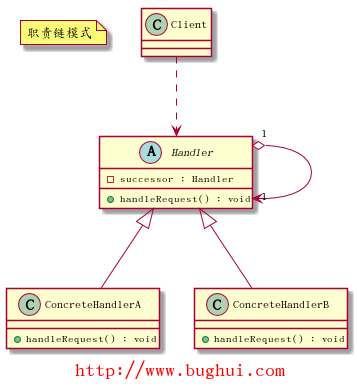 职责链模式
C Client
A Handler
successor : Handler
handleRequest() : void
1
1
C ConcreteHandlerA
handleRequest() : void
C ConcreteHandlerB
handleRequest() : void
http://www.bughui.com